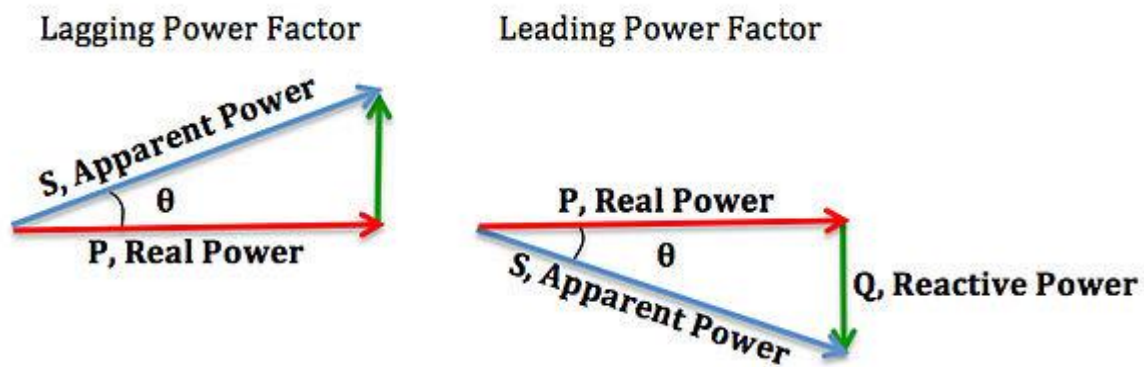 Lagging Power Factor
S, Apparent Power
θ
P, Real Power
Leading Power Factor
P, Real Power
θ
S, Apparent Power
Q, Reactive Power